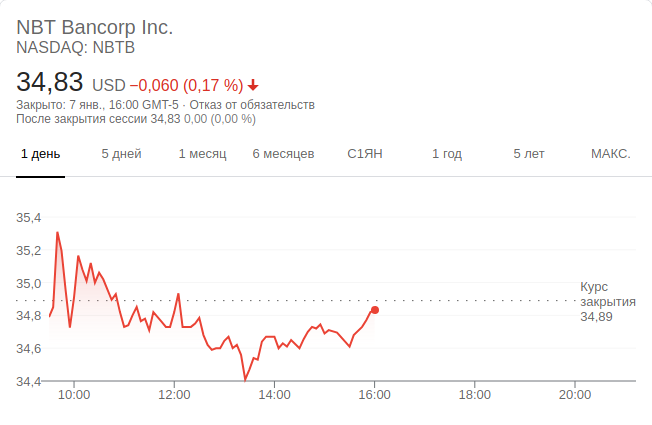 NBT Bancorp Inc.
NASDAQ: NBTB
34,83 USD −0,060 (0,17 %)
Закрыто: 7 янв., 16:00 GMT-5 · Отказ от обязательств
После закрытия сессии 34,83 0,00 (0,00 %)
1 день 5 дней 1 месяц 6 месяцев С1ЯН 1 год 5 лет МАКС.
35,4
35,2
35,0
34,8
34,6
34,4
Курс
закрытия
34,89
10:00 12:00 14:00 16:00 18:00 20:00